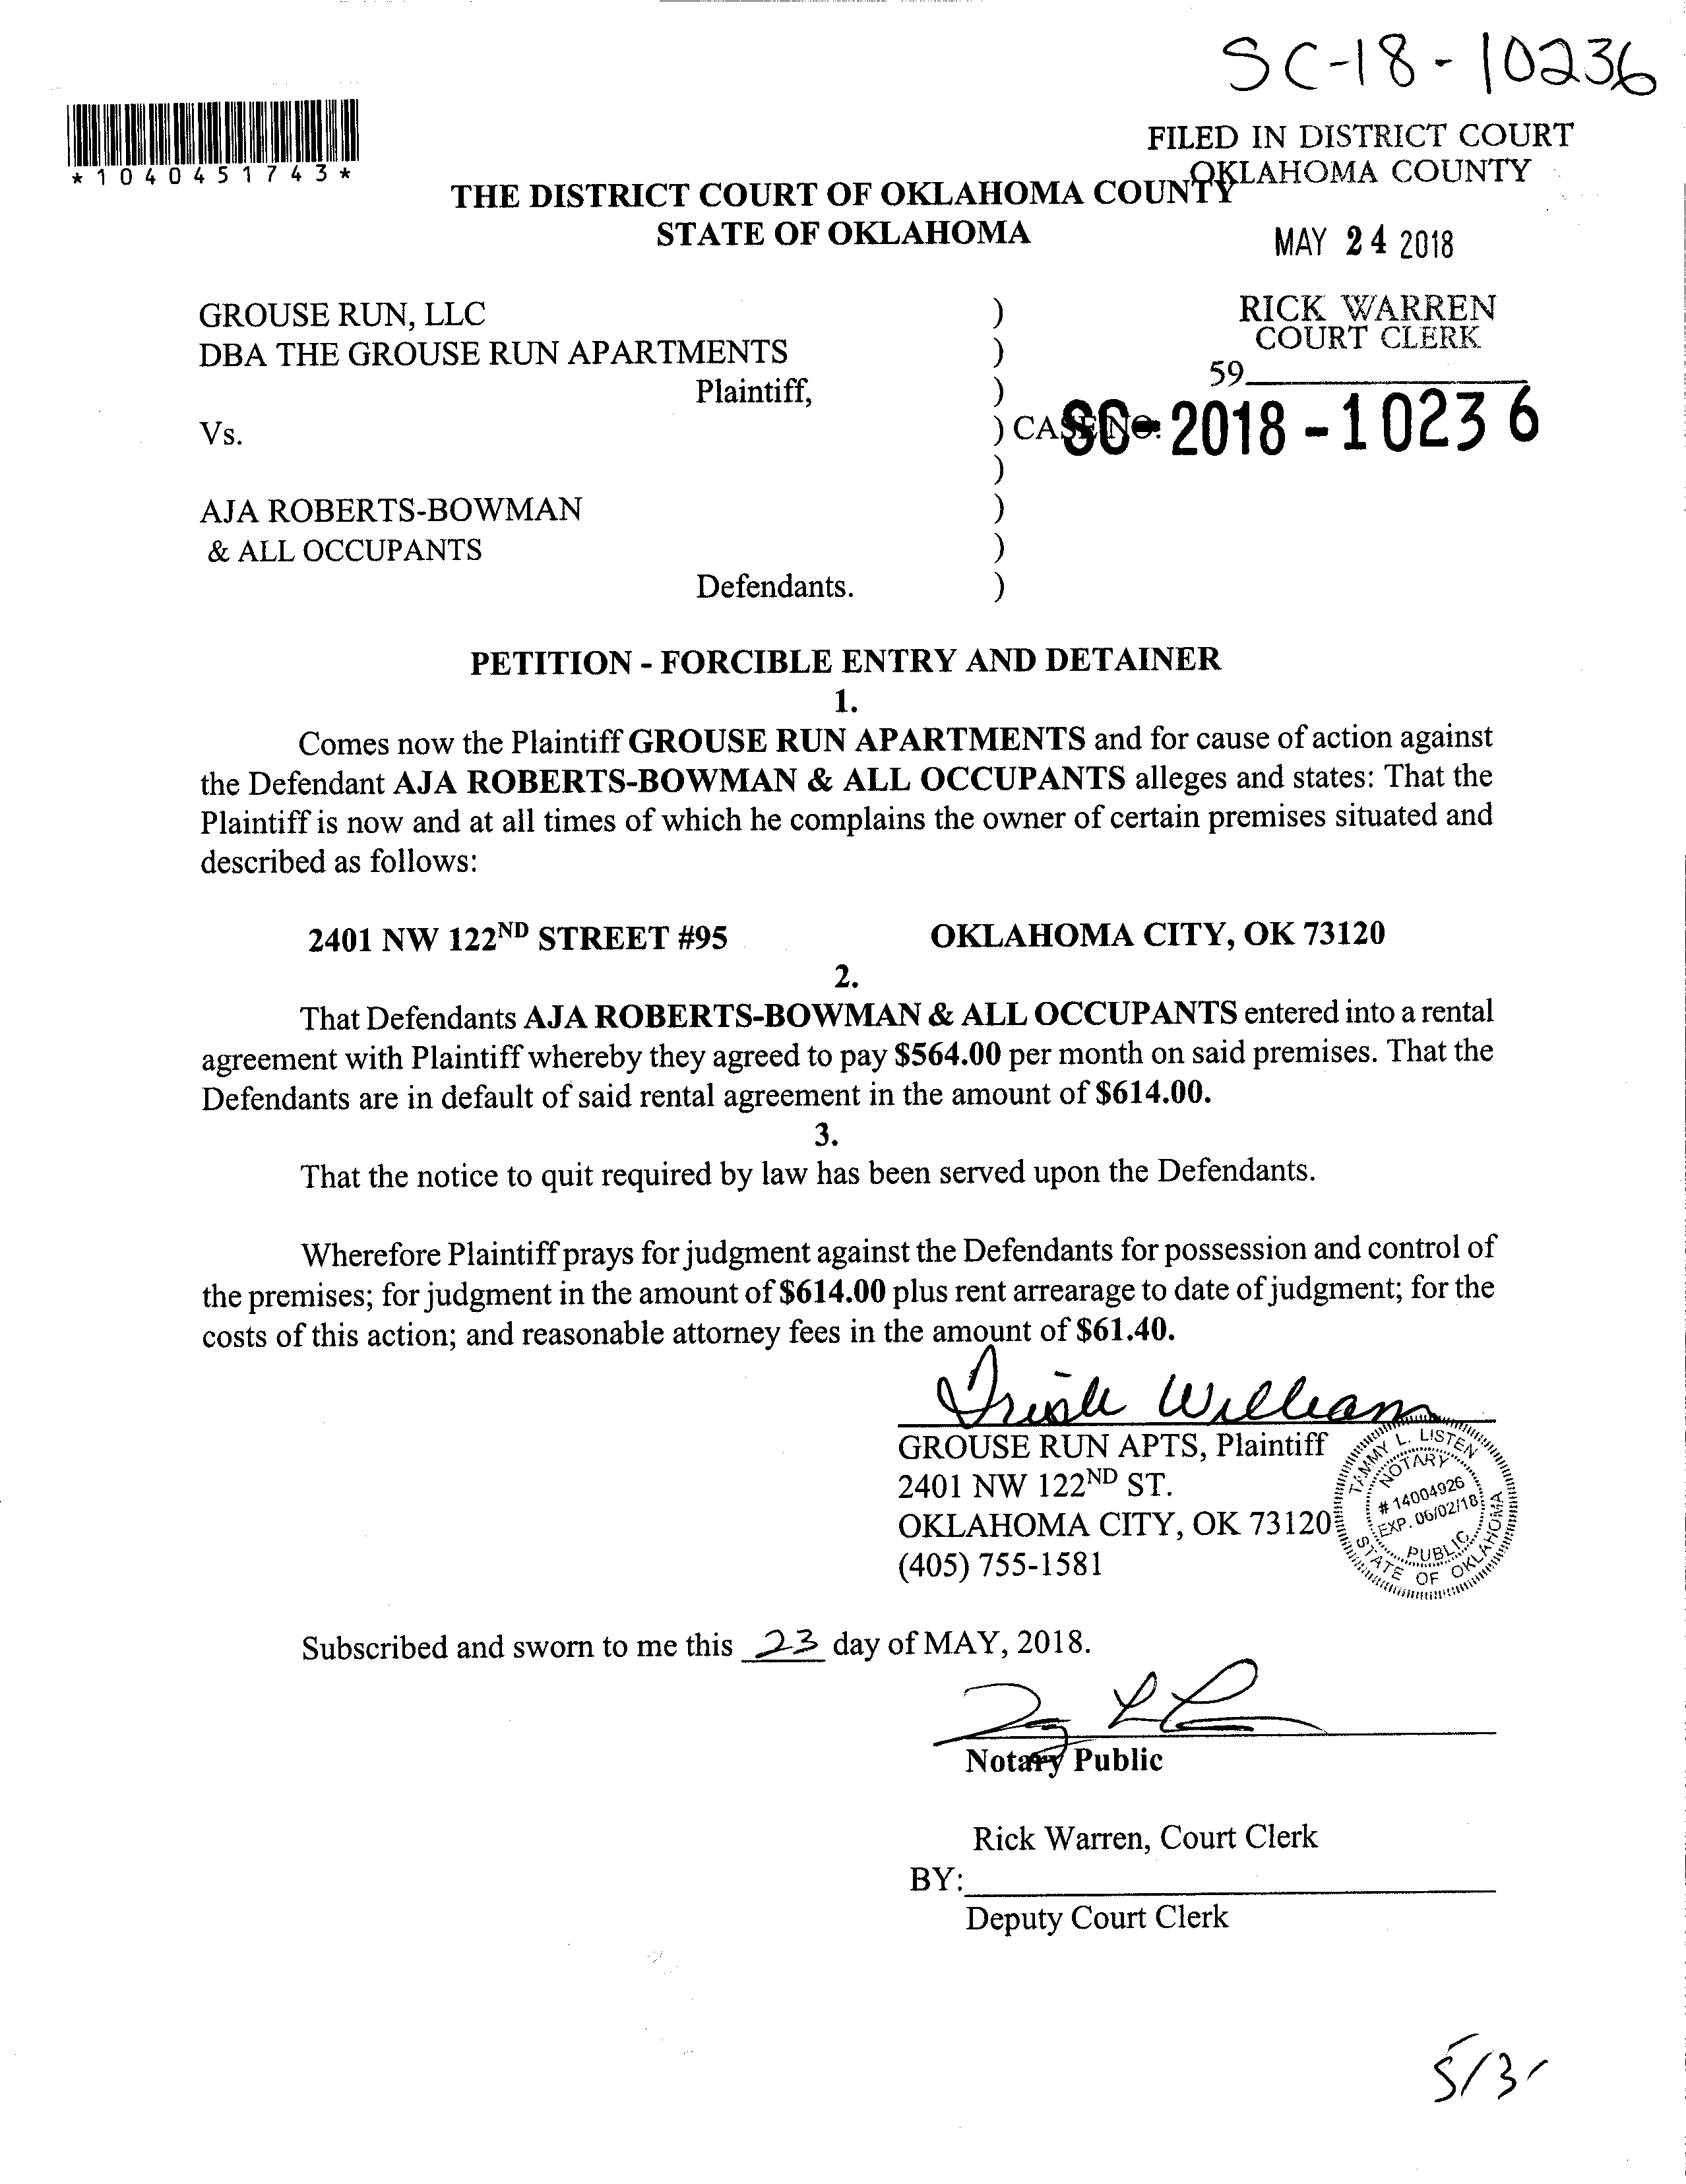 SC-18-10236
*1040451743*
FILED IN DISTRICT COURT
OKLAHOMA COUNTY
THE DISTRICT COURT OF OKLAHOMA COUNTY
STATE OF OKLAHOMA
MAY 24 2018
GROUSE RUN, LLC )
DBA THE GROUSE RUN APARTMENTS )
Plaintiff, )
RICK WARREN
COURT CLERK
59
Vs. ) CASE NO.
SC-2018-10236
)
AJA ROBERTS-BOWMAN )
& ALL OCCUPANTS )
Defendants. )
PETITION - FORCIBLE ENTRY AND DETAINER
1.
Comes now the Plaintiff GROUSE RUN APARTMENTS and for cause of action against
the Defendant AJA ROBERTS-BOWMAN & ALL OCCUPANTS alleges and states: That the
Plaintiff is now and at all times of which he complains the owner of certain premises situated and
described as follows:
2401 NW 122ND STREET #95 OKLAHOMA CITY, OK 73120
2.
That Defendants AJA ROBERTS-BOWMAN & ALL OCCUPANTS entered into a rental
agreement with Plaintiff whereby they agreed to pay $564.00 per month on said premises. That the
Defendants are in default of said rental agreement in the amount of $614.00.
3.
That the notice to quit required by law has been served upon the Defendants.
Wherefore Plaintiff prays for judgment against the Defendants for possession and control of
the premises; for judgment in the amount of $614.00 plus rent arrearage to date of judgment; for the
costs of this action; and reasonable attorney fees in the amount of $61.40.
Trish William
GROUSE RUN APTS, Plaintiff
2401 NW 122ND ST.
OKLAHOMA CITY, OK 73120
(405) 755-1581
TAMMY L. LISTEN
NOTARY
# 14004926
EXP. 06/02/18
PUBLIC
STATE OF OKLAHOMA
Subscribed and sworn to me this 23 day of MAY, 2018.
Notary Public
Rick Warren, Court Clerk
BY:
Deputy Court Clerk
5/31